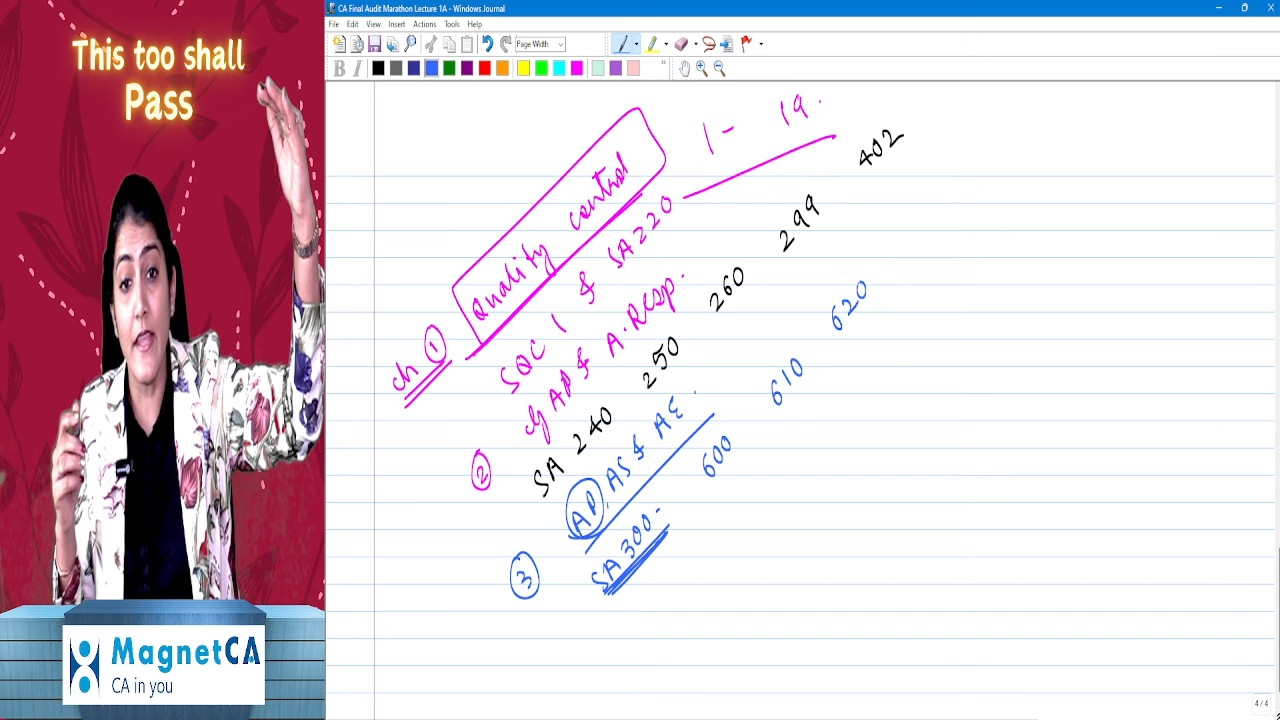 CA Final Audit Marathon Lecture 1A - Windows Journal
File Edit View Insert Actions Tools Help
Page Width
B I
This too shall
Pass
ch ① Quality control
SQC 1 & SA 220
1 - 19.
② & A. Resp.
SA 240 250 260 299 402
③ AP, AS & AE.
SA 300 - 600 610 620
MagnetCA
CA in you
4 / 4